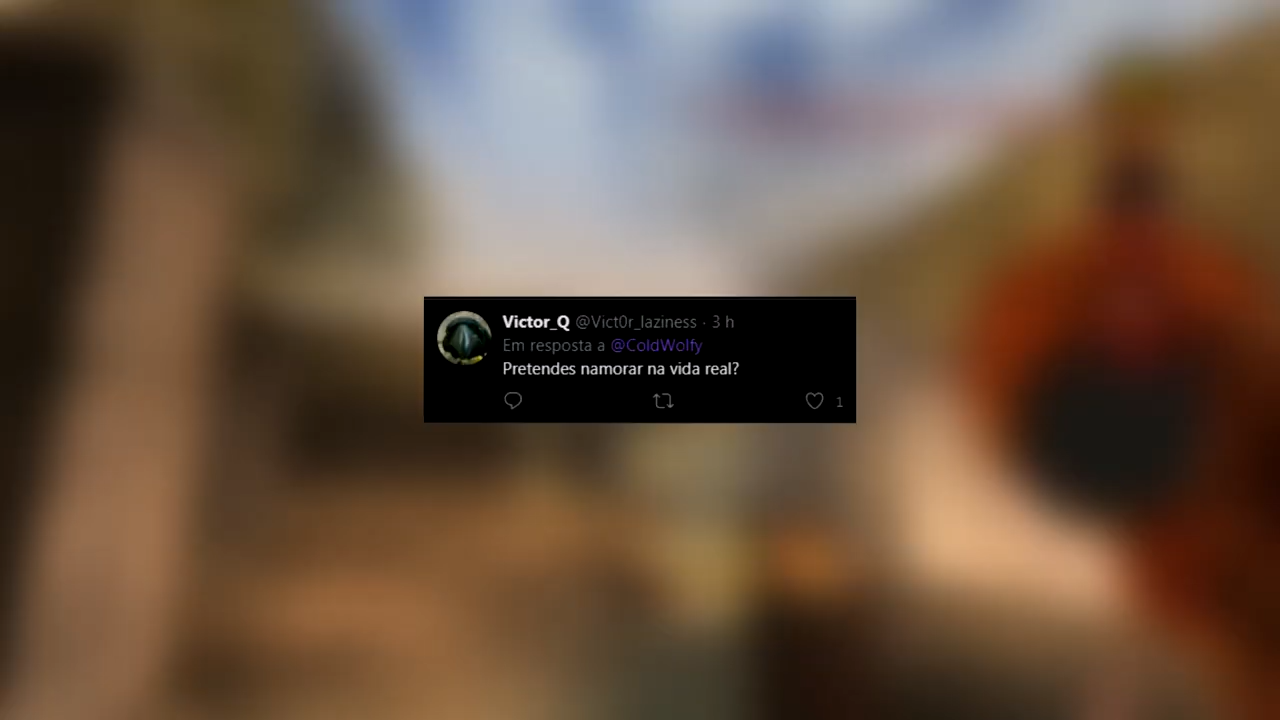 Victor_Q @Vict0r_laziness · 3 h
Em resposta a @ColdWolfy
Pretendes namorar na vida real?
1